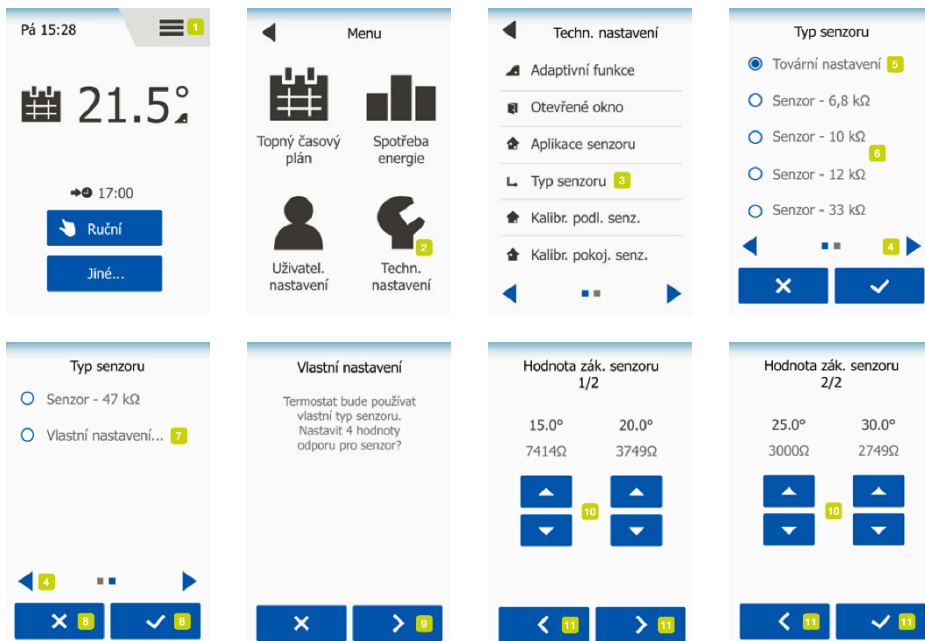 Pá 15:28
1
21.5°
17:00
Ruční
Jiné...
Menu
Topný časový
plán
Spotřeba
energie
2
Uživatel.
nastavení
Techn.
nastavení
Techn. nastavení
Adaptivní funkce
Otevřené okno
Aplikace senzoru
Typ senzoru 3
Kalibr. podl. senz.
Kalibr. pokoj. senz.
Typ senzoru
Tovární nastavení 5
Senzor - 6,8 kΩ
Senzor - 10 kΩ
6
Senzor - 12 kΩ
Senzor - 33 kΩ
4
Typ senzoru
Senzor - 47 kΩ
Vlastní nastavení... 7
4
8
8
Vlastní nastavení
Termostat bude používat
vlastní typ senzoru.
Nastavit 4 hodnoty
odporu pro senzor?
9
Hodnota zák. senzoru
1/2
15.0° 20.0°
7414Ω 3749Ω
10
11
11
Hodnota zák. senzoru
2/2
25.0° 30.0°
3000Ω 2749Ω
10
11
11